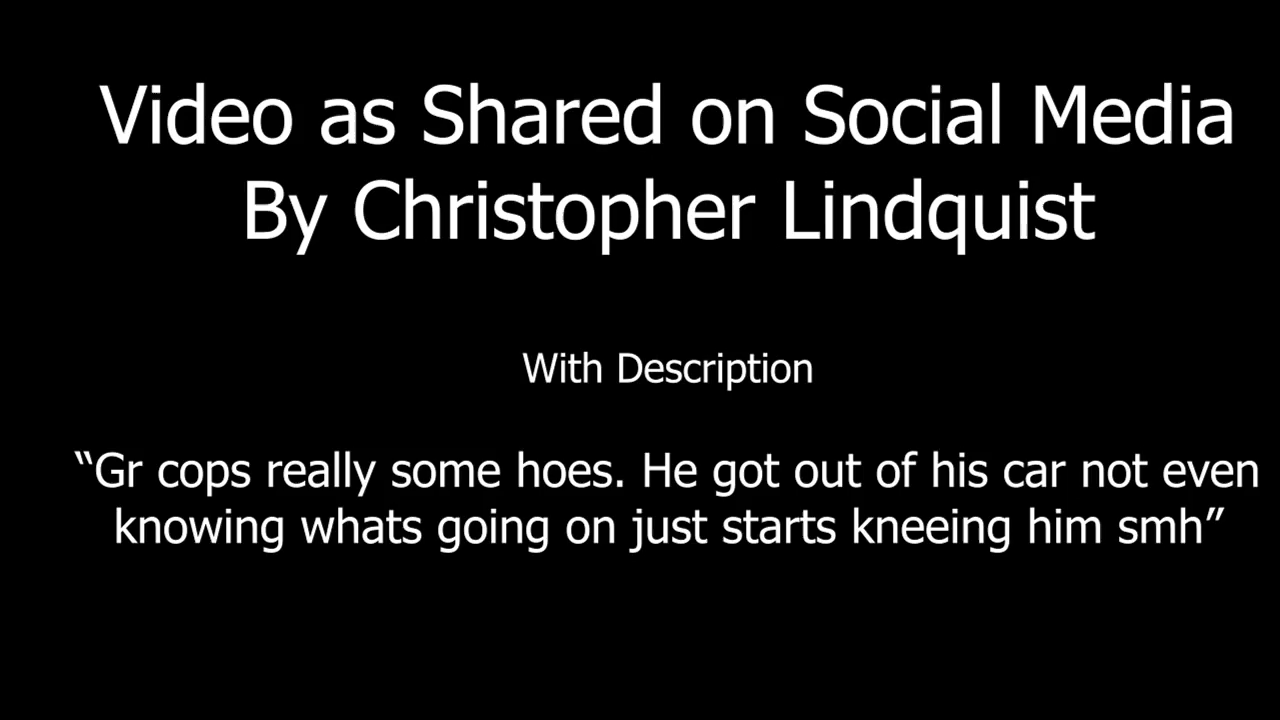 Video as Shared on Social Media
By Christopher Lindquist
With Description
“Gr cops really some hoes. He got out of his car not even
knowing whats going on just starts kneeing him smh”